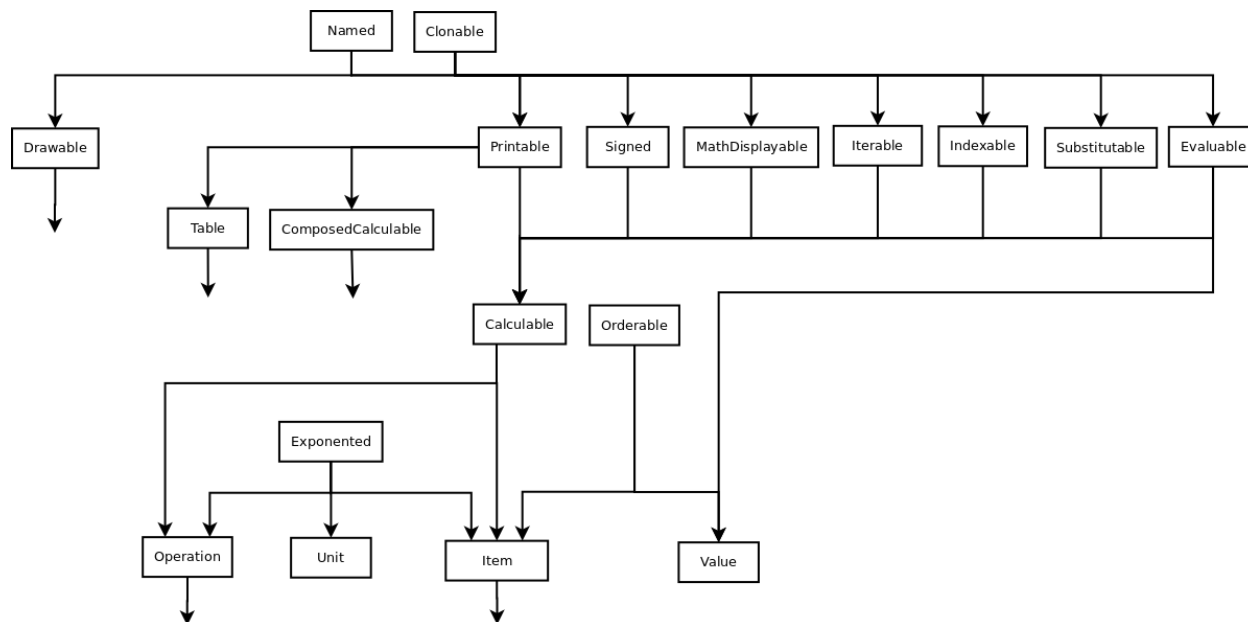 Named
Clonable
Drawable
Printable
Signed
MathDisplayable
Iterable
Indexable
Substitutable
Evaluable
Table
ComposedCalculable
Calculable
Orderable
Exponented
Operation
Unit
Item
Value